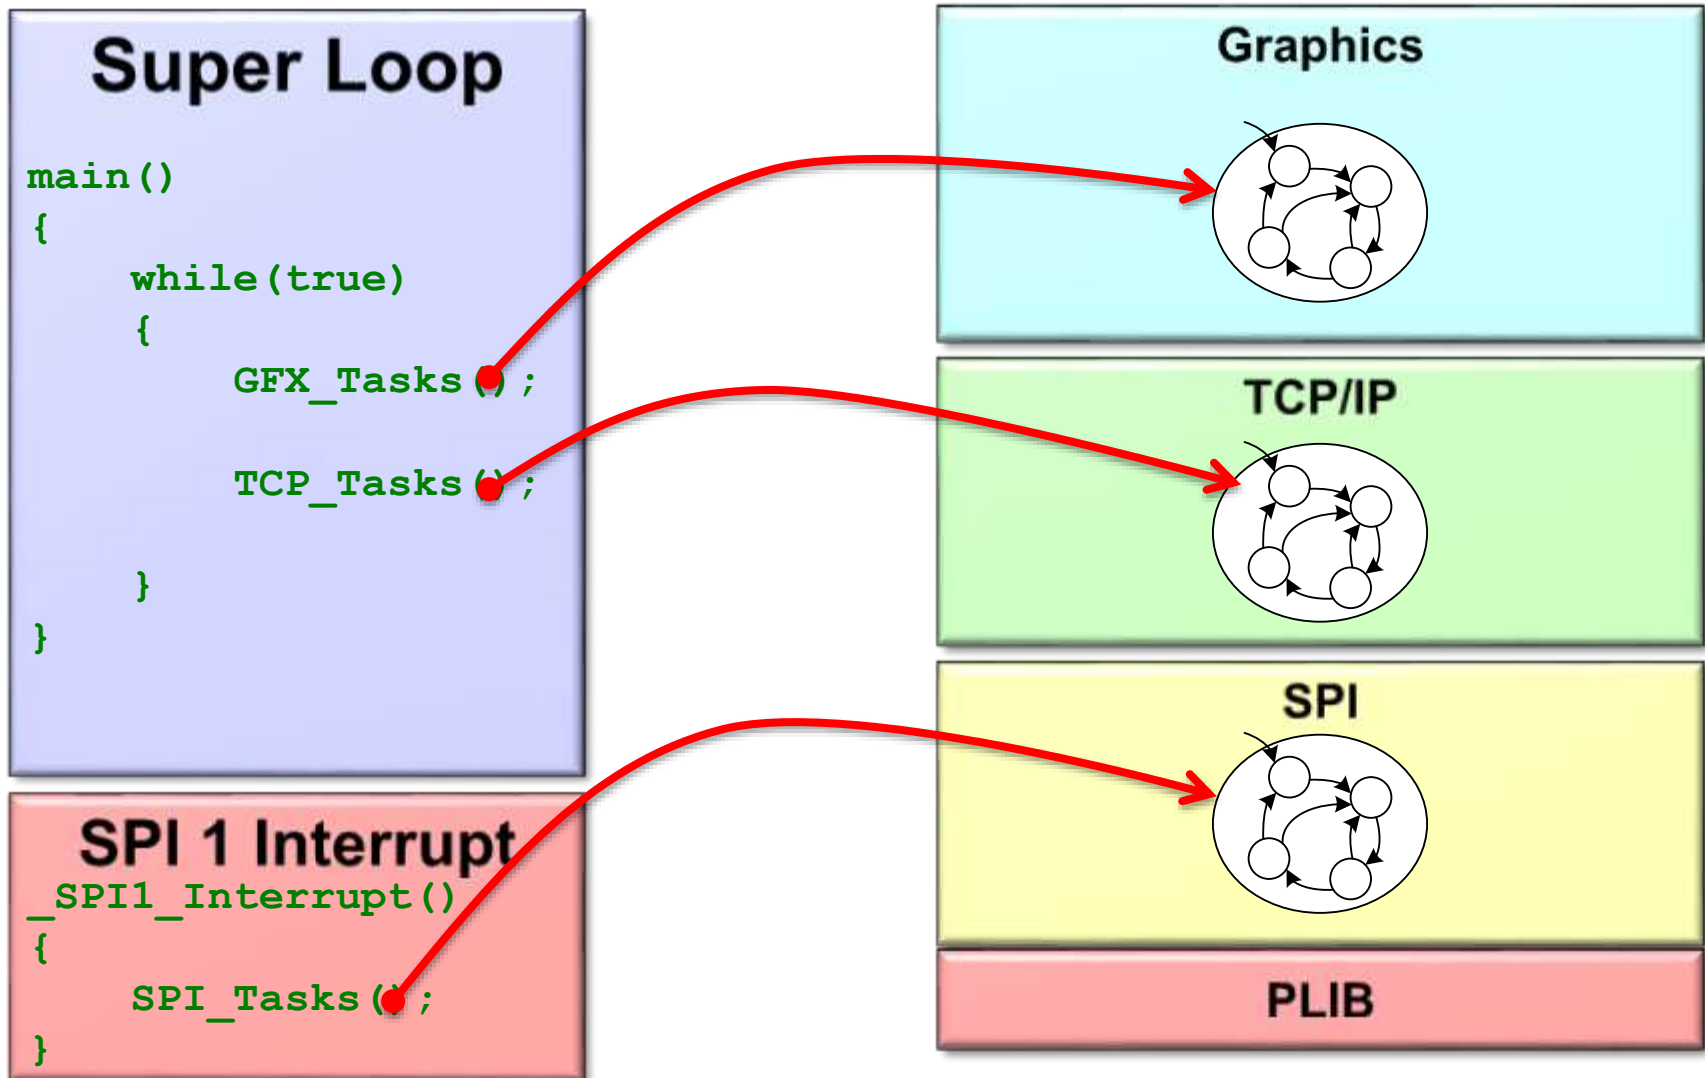 Super Loop
main()
{
while(true)
{
GFX_Tasks();
TCP_Tasks();
}
}
SPI 1 Interrupt
_SPI1_Interrupt()
{
SPI_Tasks();
}
Graphics
TCP/IP
SPI
PLIB